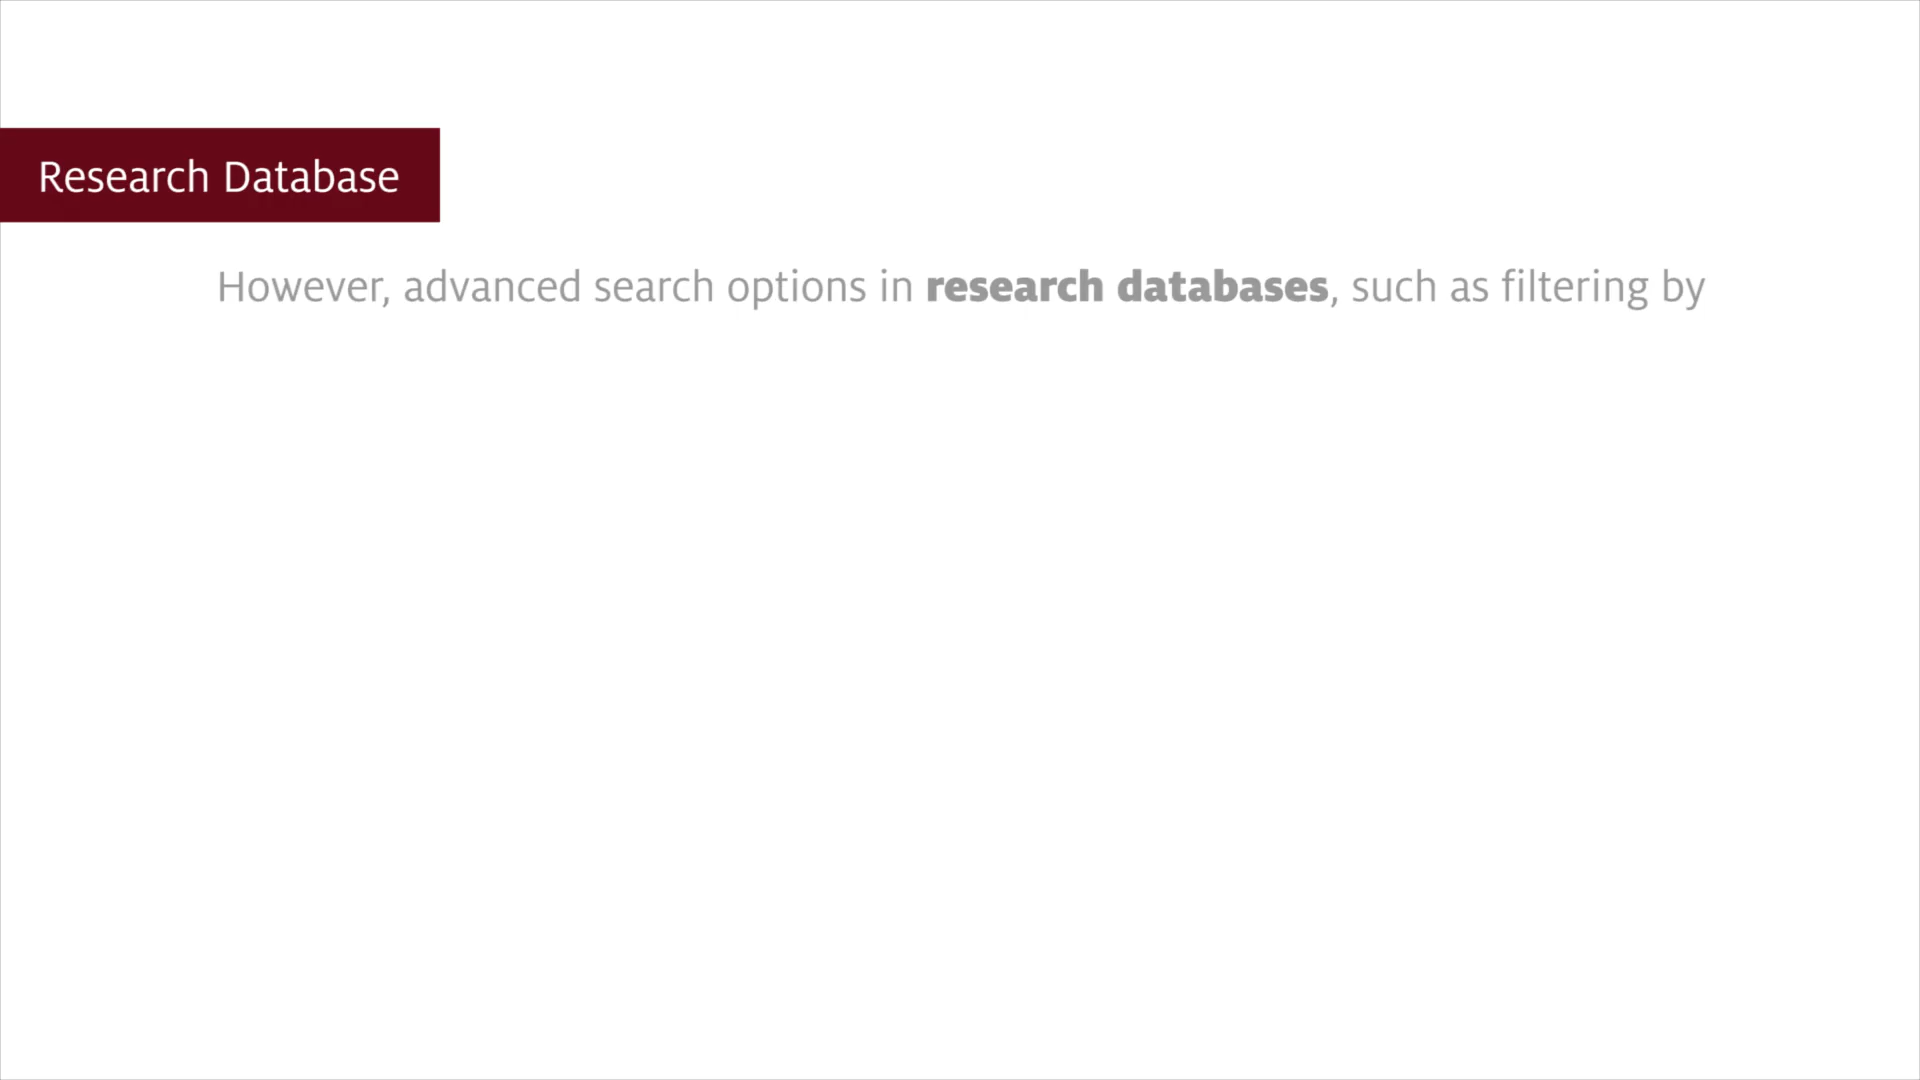 Research Database
However, advanced search options in research databases, such as filtering by